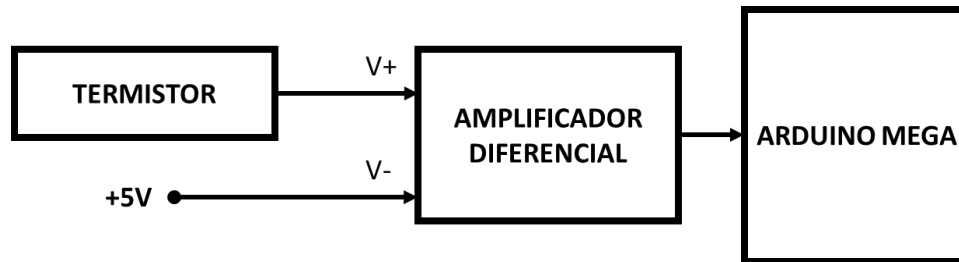 TERMISTOR
V+
AMPLIFICADOR
DIFERENCIAL
ARDUINO MEGA
V-
+5V